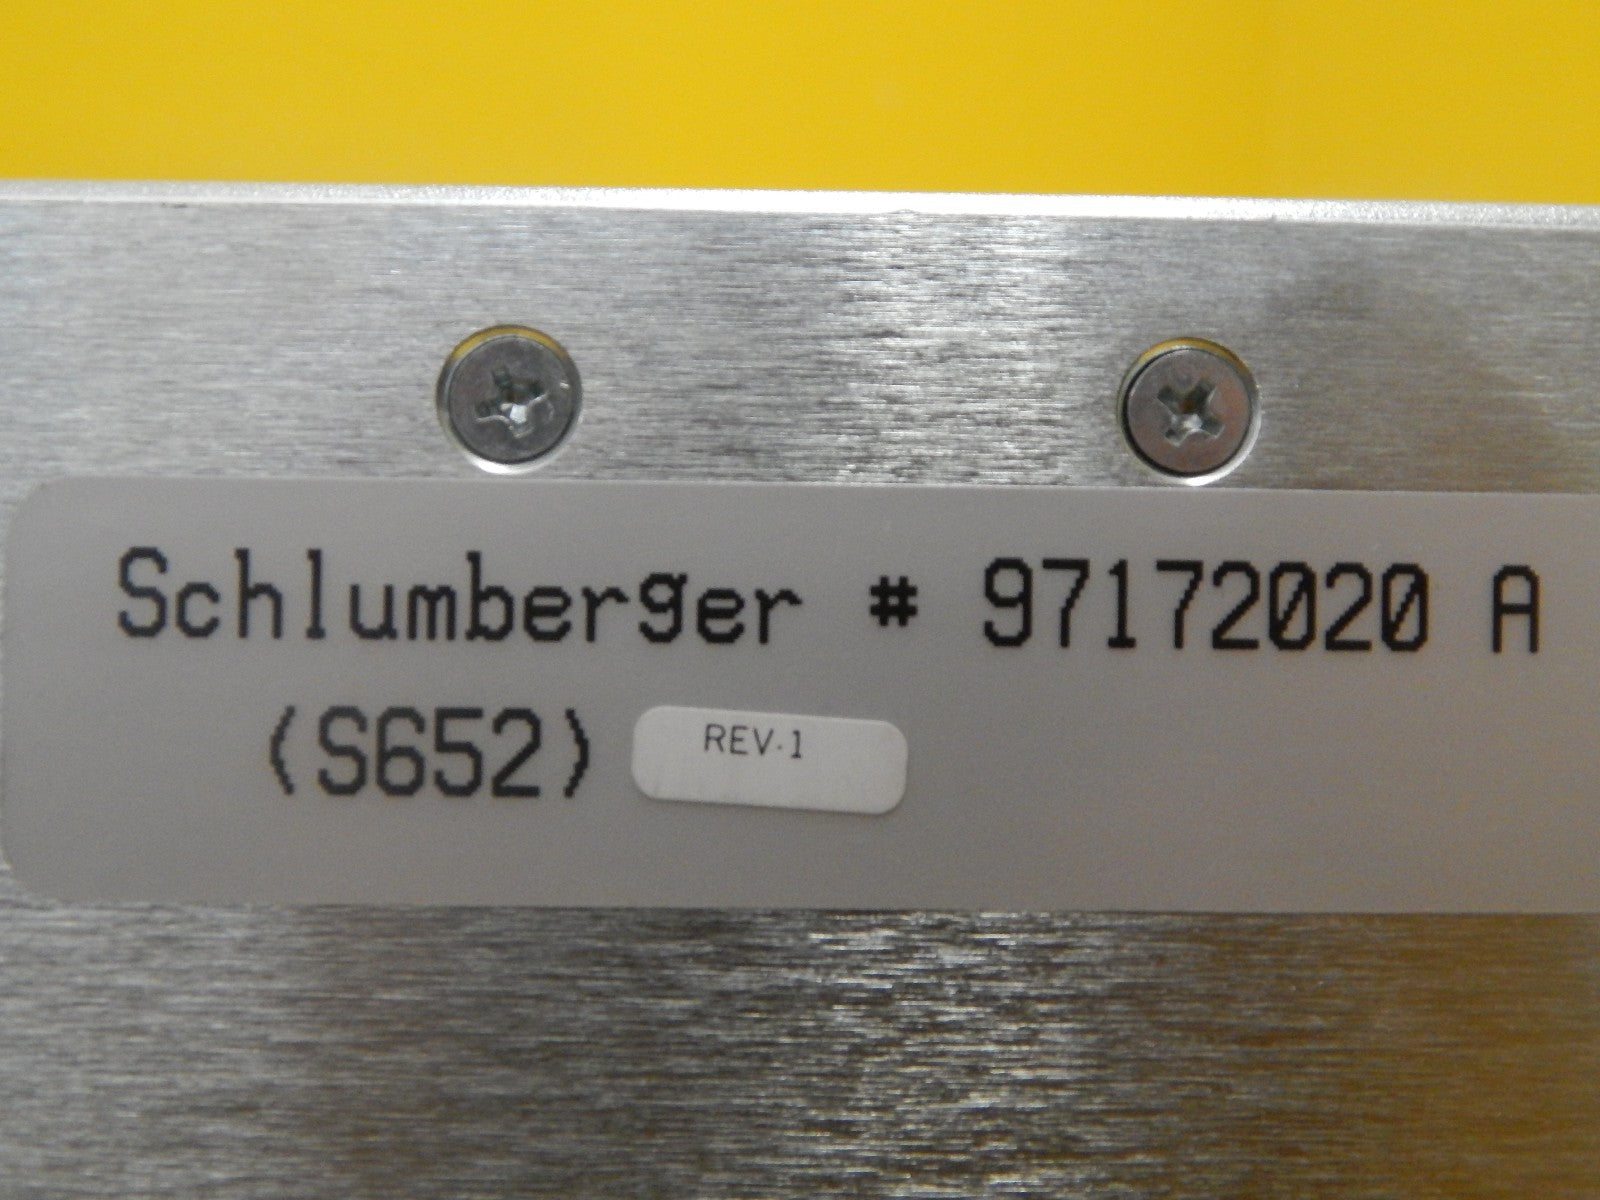 Schlumberger # 97172020 A
(S652) REV.1